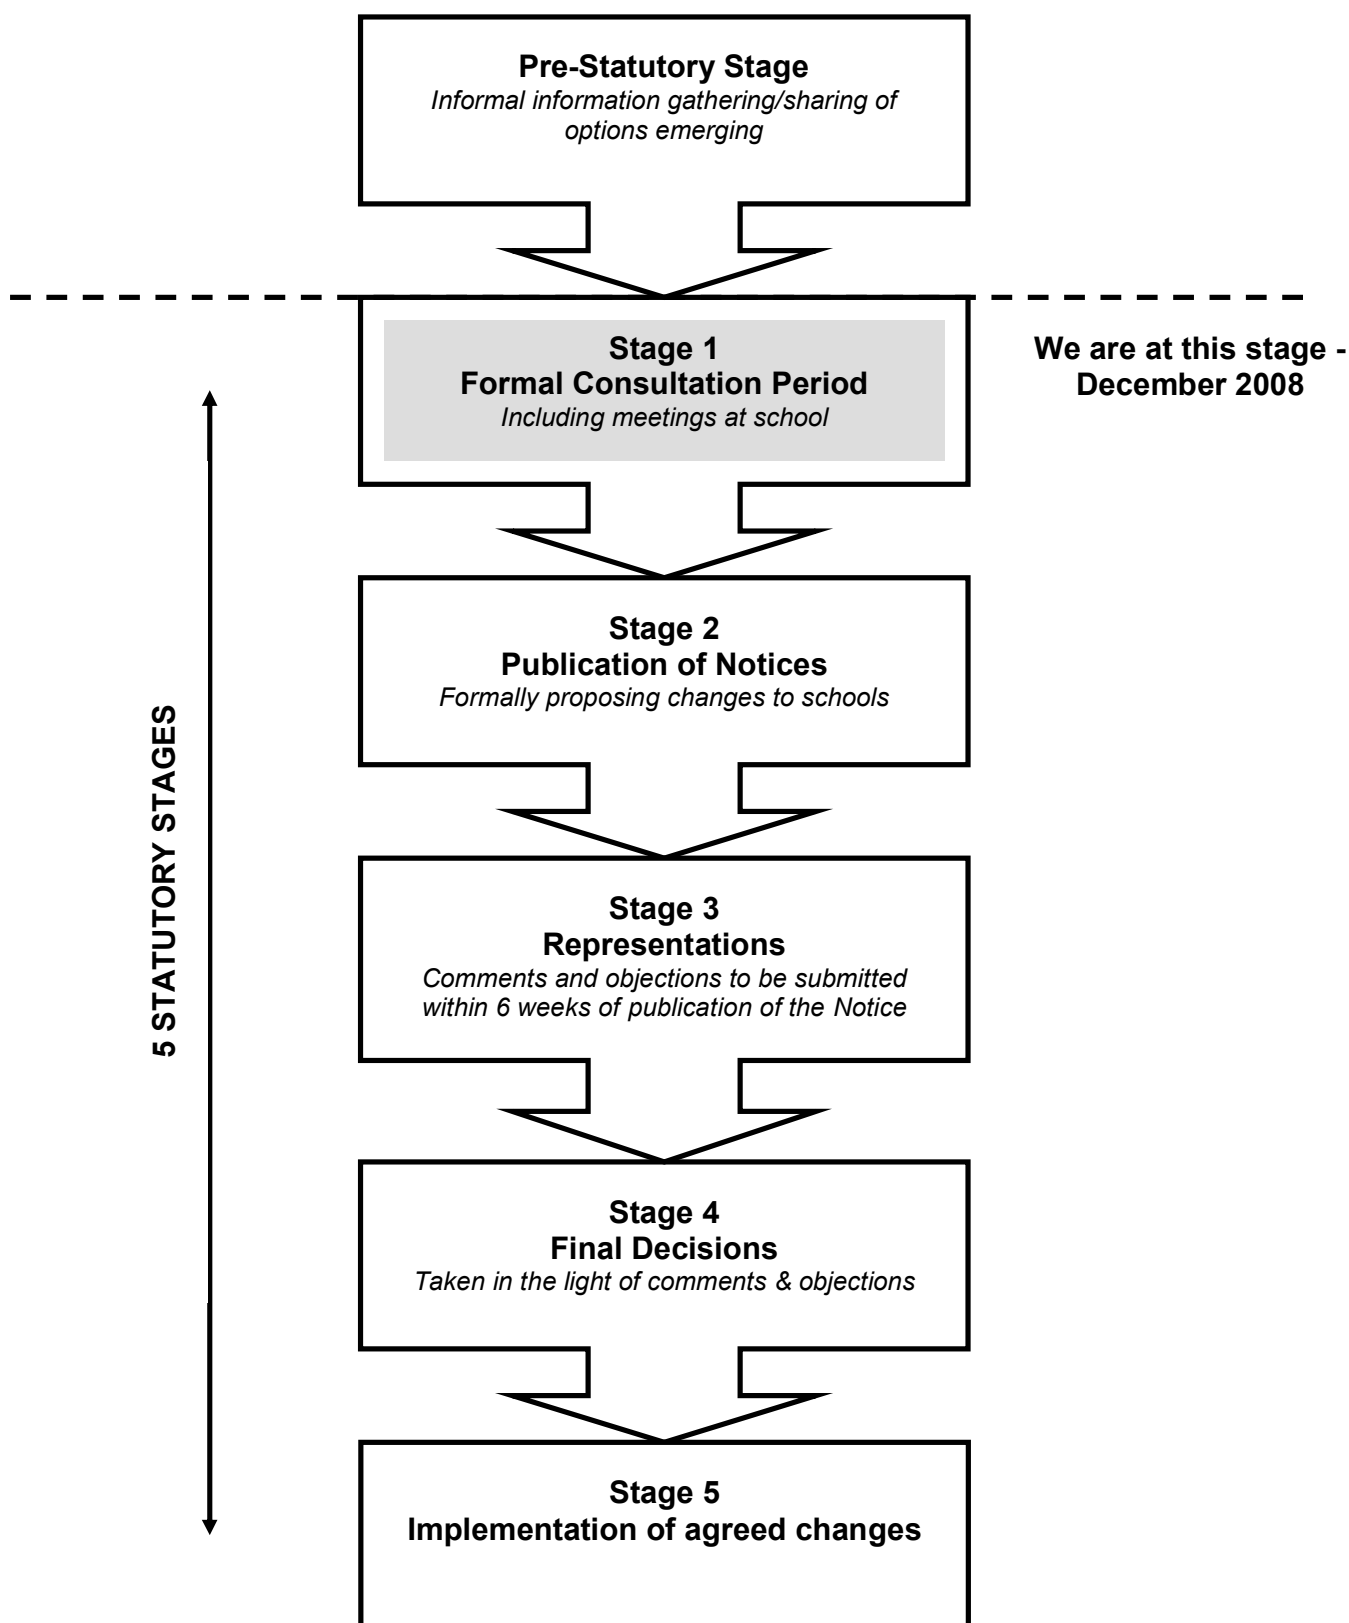 Pre-Statutory Stage
Informal information gathering/sharing of
options emerging
Stage 1
Formal Consultation Period
Including meetings at school
We are at this stage -
December 2008
Stage 2
Publication of Notices
Formally proposing changes to schools
5 STATUTORY STAGES
Stage 3
Representations
Comments and objections to be submitted
within 6 weeks of publication of the Notice
Stage 4
Final Decisions
Taken in the light of comments & objections
Stage 5
Implementation of agreed changes